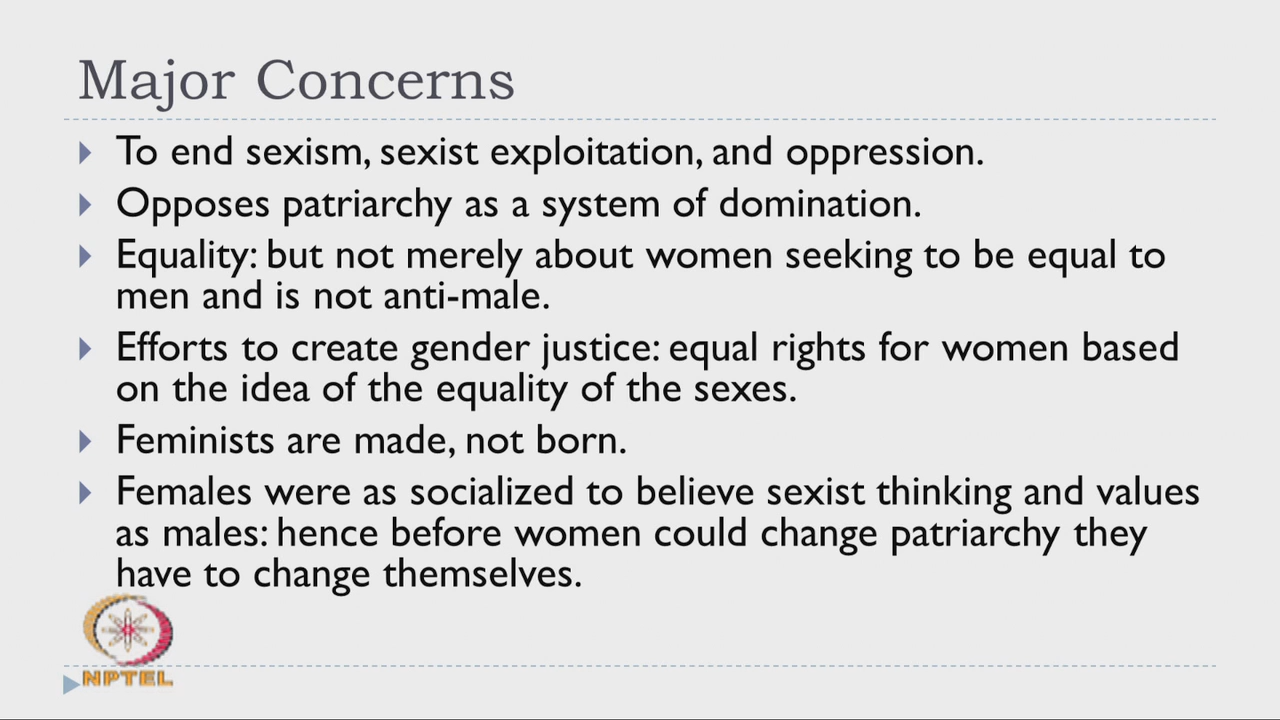 Major Concerns
To end sexism, sexist exploitation, and oppression.
Opposes patriarchy as a system of domination.
Equality: but not merely about women seeking to be equal to
men and is not anti-male.
Efforts to create gender justice: equal rights for women based
on the idea of the equality of the sexes.
Feminists are made, not born.
Females were as socialized to believe sexist thinking and values
as males: hence before women could change patriarchy they
have to change themselves.
NPTEL